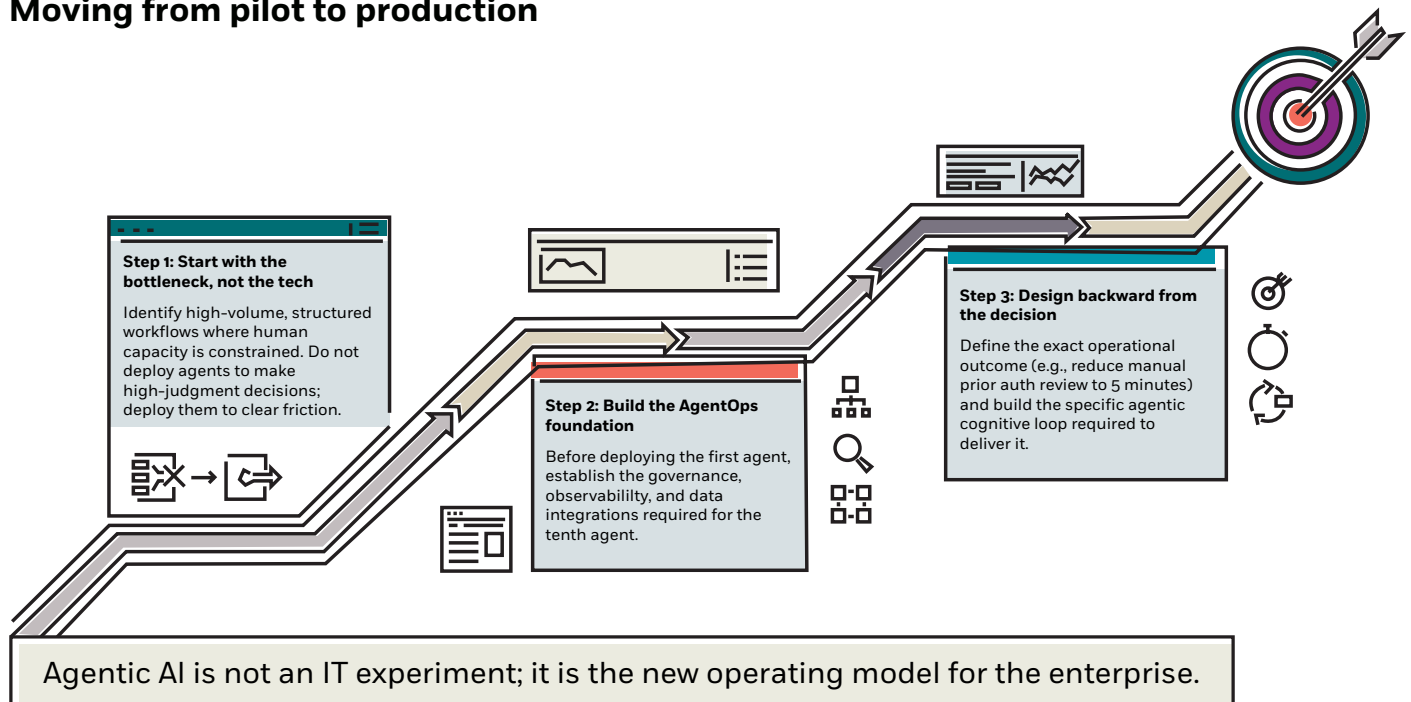 Moving from pilot to production
Step 1: Start with the
bottleneck, not the tech
Identify high-volume, structured
workflows where human
capacity is constrained. Do not
deploy agents to make
high-judgment decisions;
deploy them to clear friction.
Step 2: Build the AgentOps
foundation
Before deploying the first agent,
establish the governance,
observabililty, and data
integrations required for the
tenth agent.
Step 3: Design backward from
the decision
Define the exact operational
outcome (e.g., reduce manual
prior auth review to 5 minutes)
and build the specific agentic
cognitive loop required to
deliver it.
Agentic AI is not an IT experiment; it is the new operating model for the enterprise.